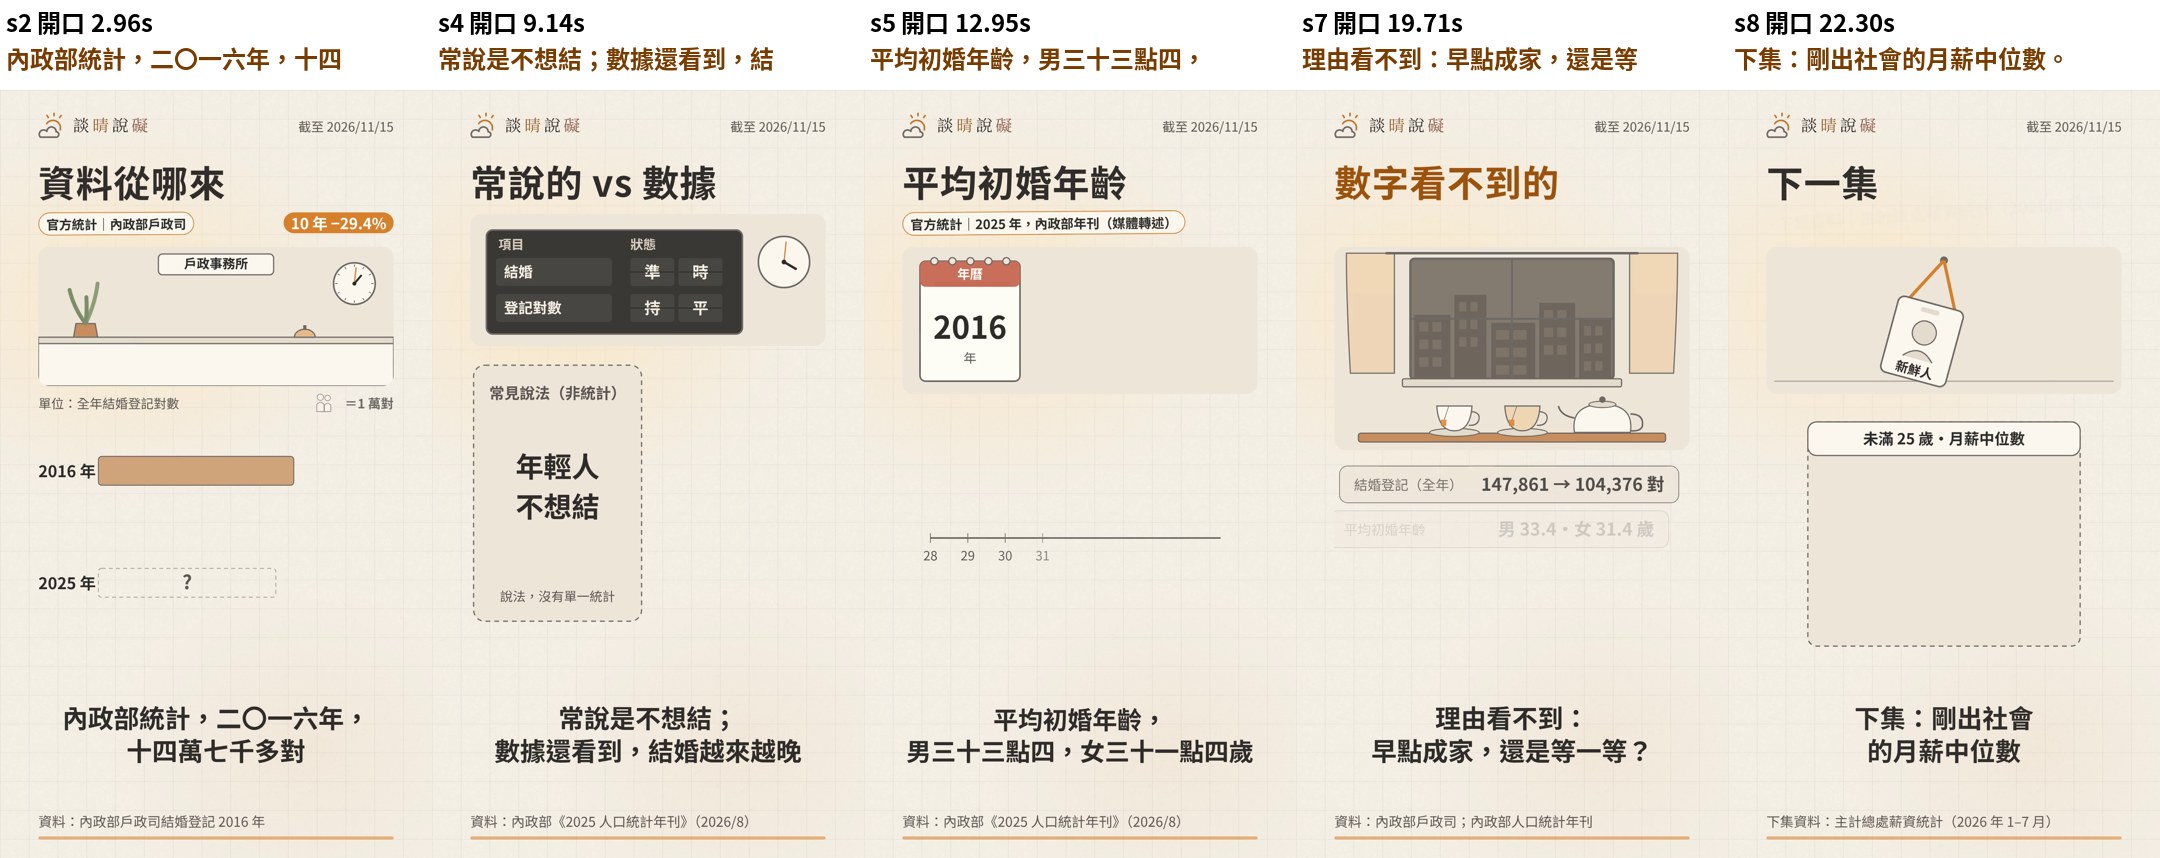 s2 開口 2.96s
內政部統計，二〇一六年，十四
談晴說礙
截至 2026/11/15
資料從哪來
官方統計｜內政部戶政司
10 年 −29.4%
戶政事務所
單位：全年結婚登記對數
＝1 萬對
2016 年
2025 年
?
內政部統計，二〇一六年，
十四萬七千多對
資料：內政部戶政司結婚登記 2016 年
s4 開口 9.14s
常說是不想結；數據還看到，結
談晴說礙
截至 2026/11/15
常說的 vs 數據
項目 狀態
結婚 準時
登記對數 持平
常見說法（非統計）
年輕人
不想結
說法，沒有單一統計
常說是不想結；
數據還看到，結婚越來越晚
資料：內政部《2025 人口統計年刊》（2026/8）
s5 開口 12.95s
平均初婚年齡，男三十三點四，
談晴說礙
截至 2026/11/15
平均初婚年齡
官方統計｜2025 年，內政部年刊（媒體轉述）
年曆
2016
年
28 29 30 31
平均初婚年齡，
男三十三點四，女三十一點四歲
資料：內政部《2025 人口統計年刊》（2026/8）
s7 開口 19.71s
理由看不到：早點成家，還是等
談晴說礙
截至 2026/11/15
數字看不到的
結婚登記（全年） 147,861 → 104,376 對
平均初婚年齡 男 33.4・女 31.4 歲
理由看不到：
早點成家，還是等一等？
資料：內政部戶政司；內政部人口統計年刊
s8 開口 22.30s
下集：剛出社會的月薪中位數。
談晴說礙
截至 2026/11/15
下一集
新鮮人
未滿 25 歲・月薪中位數
下集：剛出社會
的月薪中位數
下集資料：主計總處薪資統計（2026 年 1–7 月）